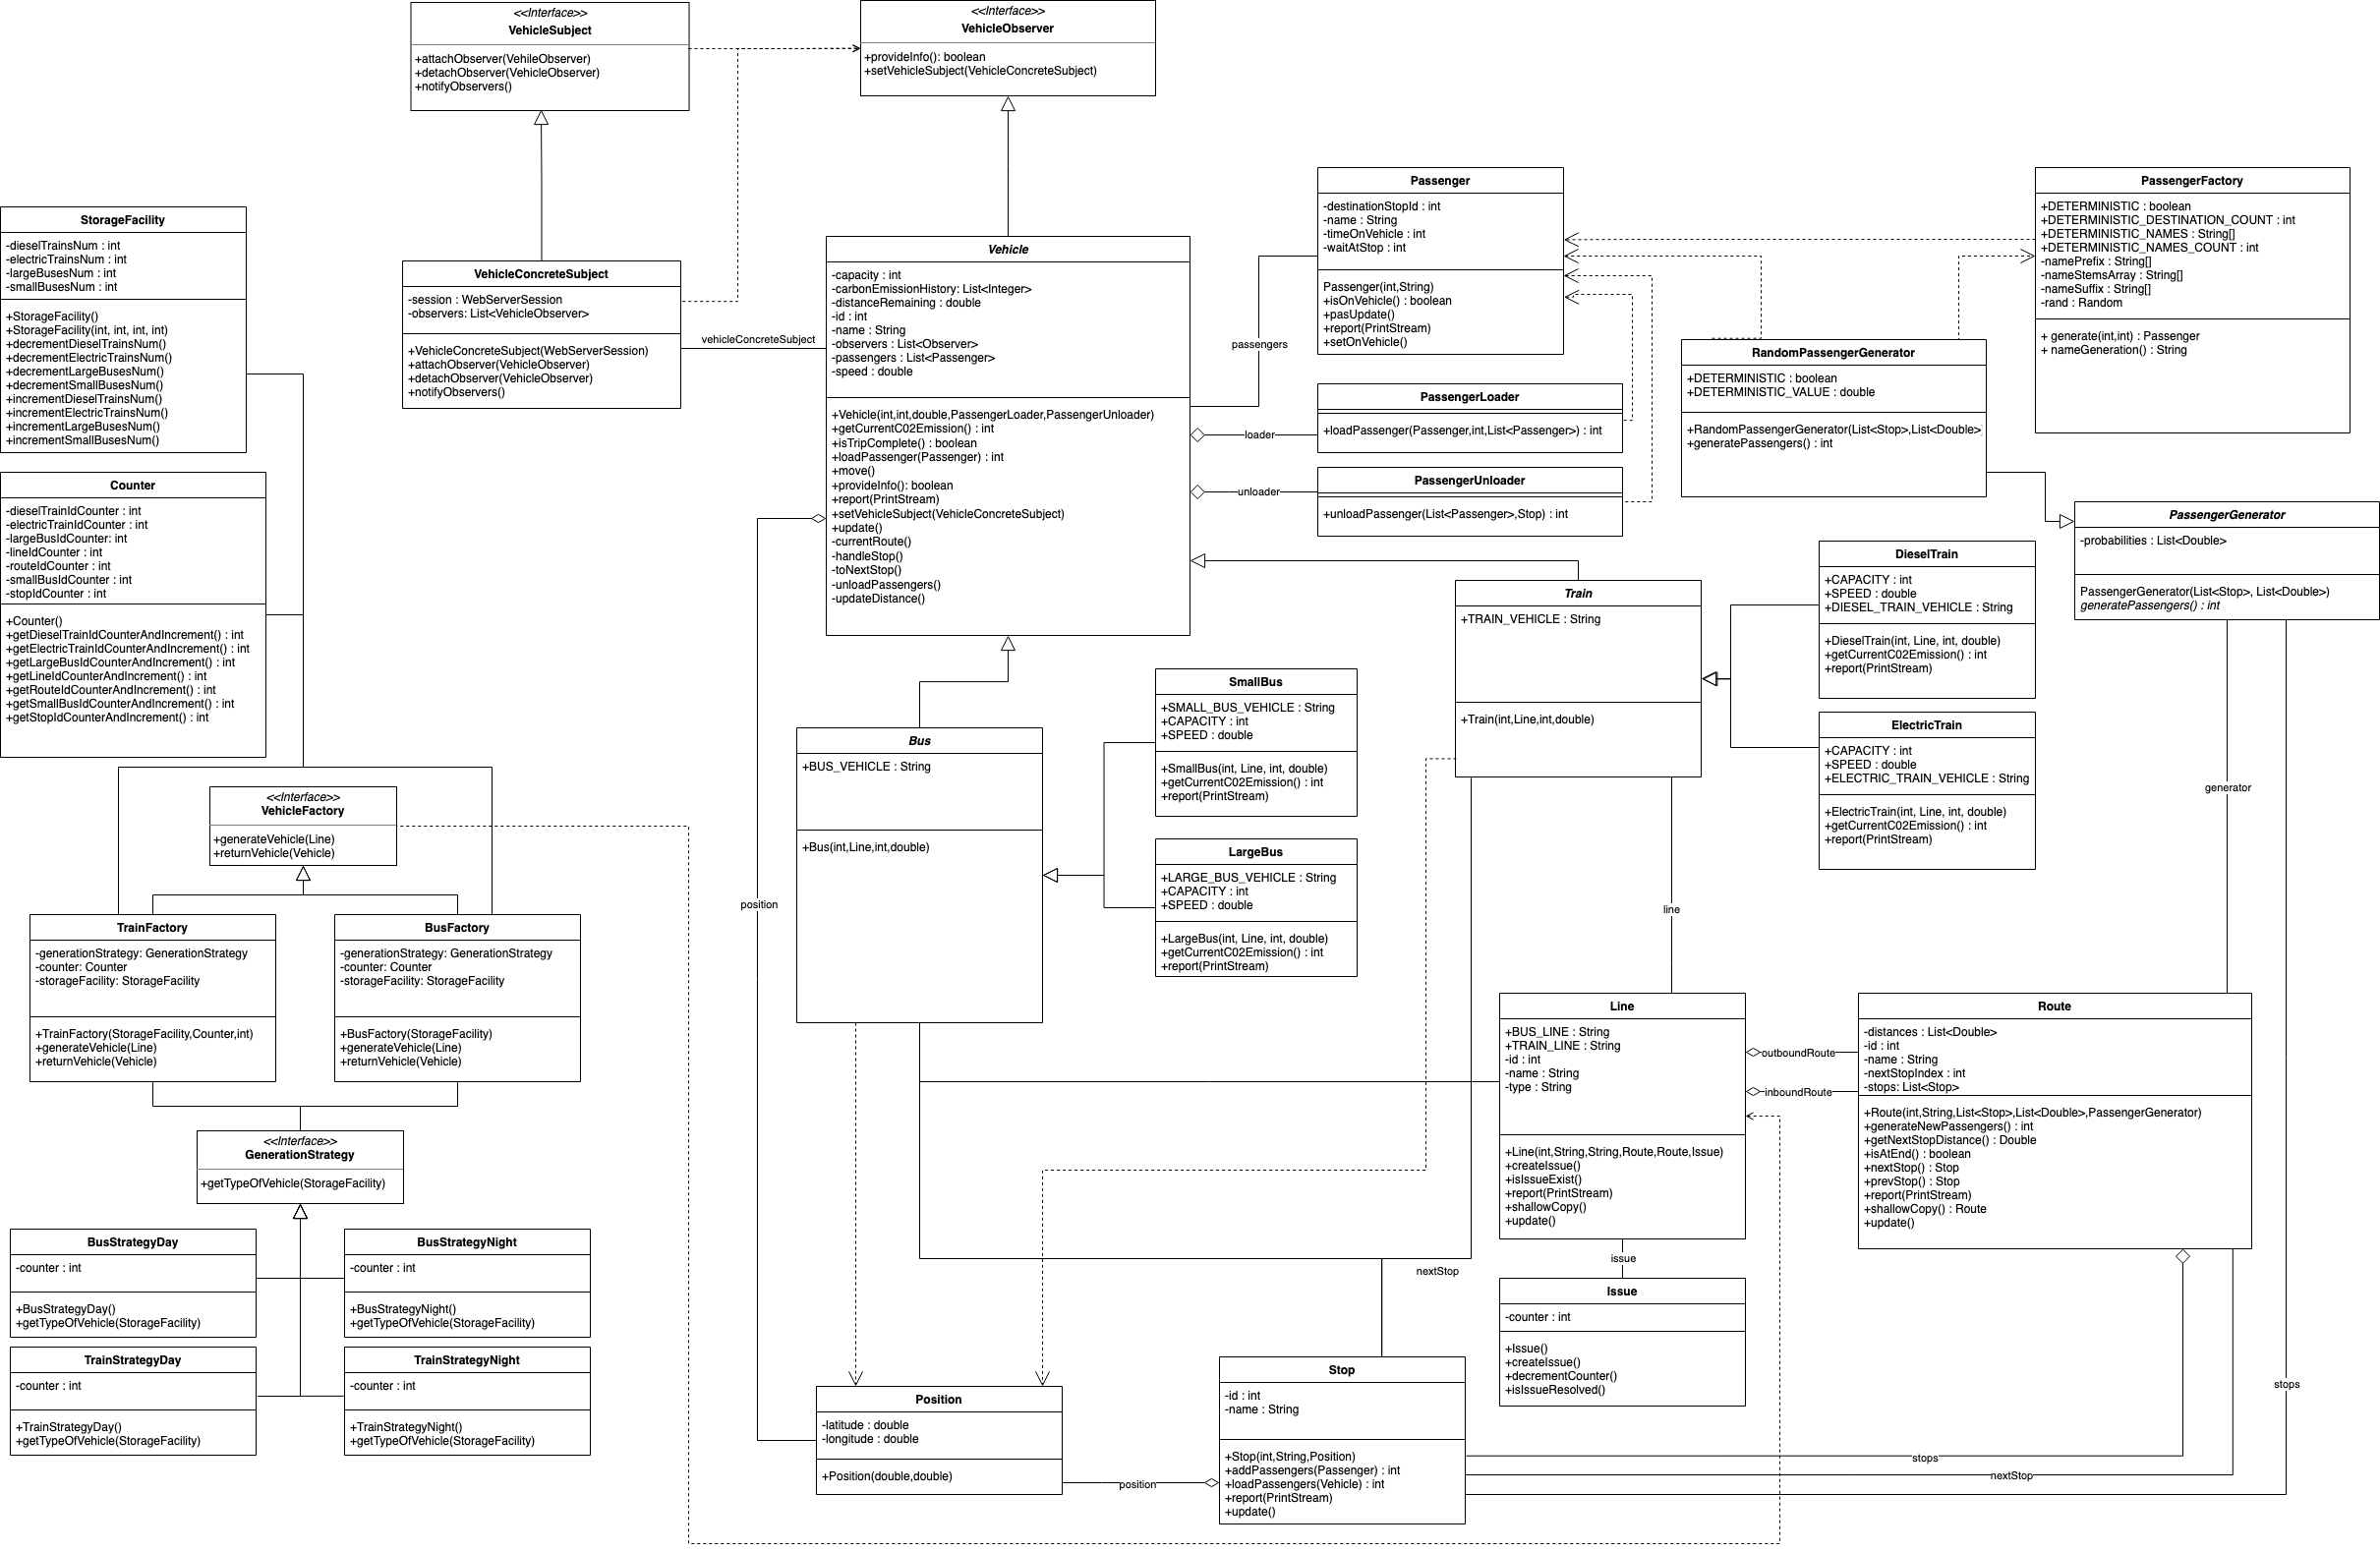 <<Interface>>
VehicleSubject
+attachObserver(VehileObserver)
+detachObserver(VehicleObserver)
+notifyObservers()
<<Interface>>
VehicleObserver
+provideInfo(): boolean
+setVehicleSubject(VehicleConcreteSubject)
StorageFacility
-dieselTrainsNum : int
-electricTrainsNum : int
-largeBusesNum : int
-smallBusesNum : int
+StorageFacility()
+StorageFacility(int, int, int, int)
+decrementDieselTrainsNum()
+decrementElectricTrainsNum()
+decrementLargeBusesNum()
+decrementSmallBusesNum()
+incrementDieselTrainsNum()
+incrementElectricTrainsNum()
+incrementLargeBusesNum()
+incrementSmallBusesNum()
VehicleConcreteSubject
-session : WebServerSession
-observers: List<VehicleObserver>
+VehicleConcreteSubject(WebServerSession)
+attachObserver(VehicleObserver)
+detachObserver(VehicleObserver)
+notifyObservers()
vehicleConcreteSubject
Vehicle
-capacity : int
-carbonEmissionHistory: List<Integer>
-distanceRemaining : double
-id : int
-name : String
-observers : List<Observer>
-passengers : List<Passenger>
-speed : double
+Vehicle(int,int,double,PassengerLoader,PassengerUnloader)
+getCurrentC02Emission() : int
+isTripComplete() : boolean
+loadPassenger(Passenger) : int
+move()
+provideInfo(): boolean
+report(PrintStream)
+setVehicleSubject(VehicleConcreteSubject)
+update()
-currentRoute()
-handleStop()
-toNextStop()
-unloadPassengers()
-updateDistance()
passengers
loader
unloader
Passenger
-destinationStopId : int
-name : String
-timeOnVehicle : int
-waitAtStop : int
Passenger(int,String)
+isOnVehicle() : boolean
+pasUpdate()
+report(PrintStream)
+setOnVehicle()
PassengerLoader
+loadPassenger(Passenger,int,List<Passenger>) : int
PassengerUnloader
+unloadPassenger(List<Passenger>,Stop) : int
RandomPassengerGenerator
+DETERMINISTIC : boolean
+DETERMINISTIC_VALUE : double
+RandomPassengerGenerator(List<Stop>,List<Double>
+generatePassengers() : int
PassengerFactory
+DETERMINISTIC : boolean
+DETERMINISTIC_DESTINATION_COUNT : int
+DETERMINISTIC_NAMES : String[]
+DETERMINISTIC_NAMES_COUNT : int
-namePrefix : String[]
-nameStemsArray : String[]
-nameSuffix : String[]
-rand : Random
+ generate(int,int) : Passenger
+ nameGeneration() : String
PassengerGenerator
-probabilities : List<Double>
PassengerGenerator(List<Stop>, List<Double>)
generatePassengers() : int
Counter
-dieselTrainIdCounter : int
-electricTrainIdCounter : int
-largeBusIdCounter: int
-lineIdCounter : int
-routeIdCounter : int
-smallBusIdCounter : int
-stopIdCounter : int
+Counter()
+getDieselTrainIdCounterAndIncrement() : int
+getElectricTrainIdCounterAndIncrement() : int
+getLargeBusIdCounterAndIncrement() : int
+getLineIdCounterAndIncrement() : int
+getRouteIdCounterAndIncrement() : int
+getSmallBusIdCounterAndIncrement() : int
+getStopIdCounterAndIncrement() : int
Train
+TRAIN_VEHICLE : String
+Train(int,Line,int,double)
DieselTrain
+CAPACITY : int
+SPEED : double
+DIESEL_TRAIN_VEHICLE : String
+DieselTrain(int, Line, int, double)
+getCurrentC02Emission() : int
+report(PrintStream)
ElectricTrain
+CAPACITY : int
+SPEED : double
+ELECTRIC_TRAIN_VEHICLE : String
+ElectricTrain(int, Line, int, double)
+getCurrentC02Emission() : int
+report(PrintStream)
generator
SmallBus
+SMALL_BUS_VEHICLE : String
+CAPACITY : int
+SPEED : double
+SmallBus(int, Line, int, double)
+getCurrentC02Emission() : int
+report(PrintStream)
Bus
+BUS_VEHICLE : String
+Bus(int,Line,int,double)
LargeBus
+LARGE_BUS_VEHICLE : String
+CAPACITY : int
+SPEED : double
+LargeBus(int, Line, int, double)
+getCurrentC02Emission() : int
+report(PrintStream)
<<Interface>>
VehicleFactory
+generateVehicle(Line)
+returnVehicle(Vehicle)
position
line
TrainFactory
-generationStrategy: GenerationStrategy
-counter: Counter
-storageFacility: StorageFacility
+TrainFactory(StorageFacility,Counter,int)
+generateVehicle(Line)
+returnVehicle(Vehicle)
BusFactory
-generationStrategy: GenerationStrategy
-counter: Counter
-storageFacility: StorageFacility
+BusFactory(StorageFacility)
+generateVehicle(Line)
+returnVehicle(Vehicle)
Line
+BUS_LINE : String
+TRAIN_LINE : String
-id : int
-name : String
-type : String
+Line(int,String,String,Route,Route,Issue)
+createIssue()
+isIssueExist()
+report(PrintStream)
+shallowCopy()
+update()
outboundRoute
inboundRoute
Route
-distances : List<Double>
-id : int
-name : String
-nextStopIndex : int
-stops: List<Stop>
+Route(int,String,List<Stop>,List<Double>,PassengerGenerator)
+generateNewPassengers() : int
+getNextStopDistance() : Double
+isAtEnd() : boolean
+nextStop() : Stop
+prevStop() : Stop
+report(PrintStream)
+shallowCopy() : Route
+update()
<<Interface>>
GenerationStrategy
+getTypeOfVehicle(StorageFacility)
BusStrategyDay
-counter : int
+BusStrategyDay()
+getTypeOfVehicle(StorageFacility)
BusStrategyNight
-counter : int
+BusStrategyNight()
+getTypeOfVehicle(StorageFacility)
TrainStrategyDay
-counter : int
+TrainStrategyDay()
+getTypeOfVehicle(StorageFacility)
TrainStrategyNight
-counter : int
+TrainStrategyNight()
+getTypeOfVehicle(StorageFacility)
issue
nextStop
Issue
-counter : int
+Issue()
+createIssue()
+decrementCounter()
+isIssueResolved()
Position
-latitude : double
-longitude : double
+Position(double,double)
position
Stop
-id : int
-name : String
+Stop(int,String,Position)
+addPassengers(Passenger) : int
+loadPassengers(Vehicle) : int
+report(PrintStream)
+update()
stops
stops
nextStop